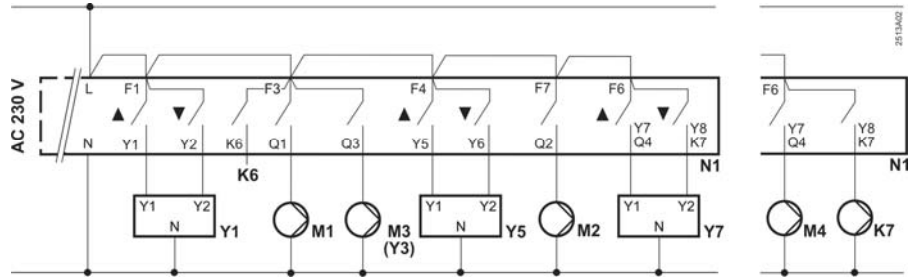 AC 230 V
2513A02
L F1 F3 F4 F7 F6 F6
▲ ▼ ▲ ▼ ▲ ▼
Y7 Y8 Y7 Y8
N Y1 Y2 K6 Q1 Q3 Y5 Y6 Q2 Q4 K7 Q4 K7
K6 N1 N1
Y1 Y2 Y1 Y2 Y1 Y2
N Y1 M1 M3 N Y5 M2 N Y7 M4 K7
(Y3)